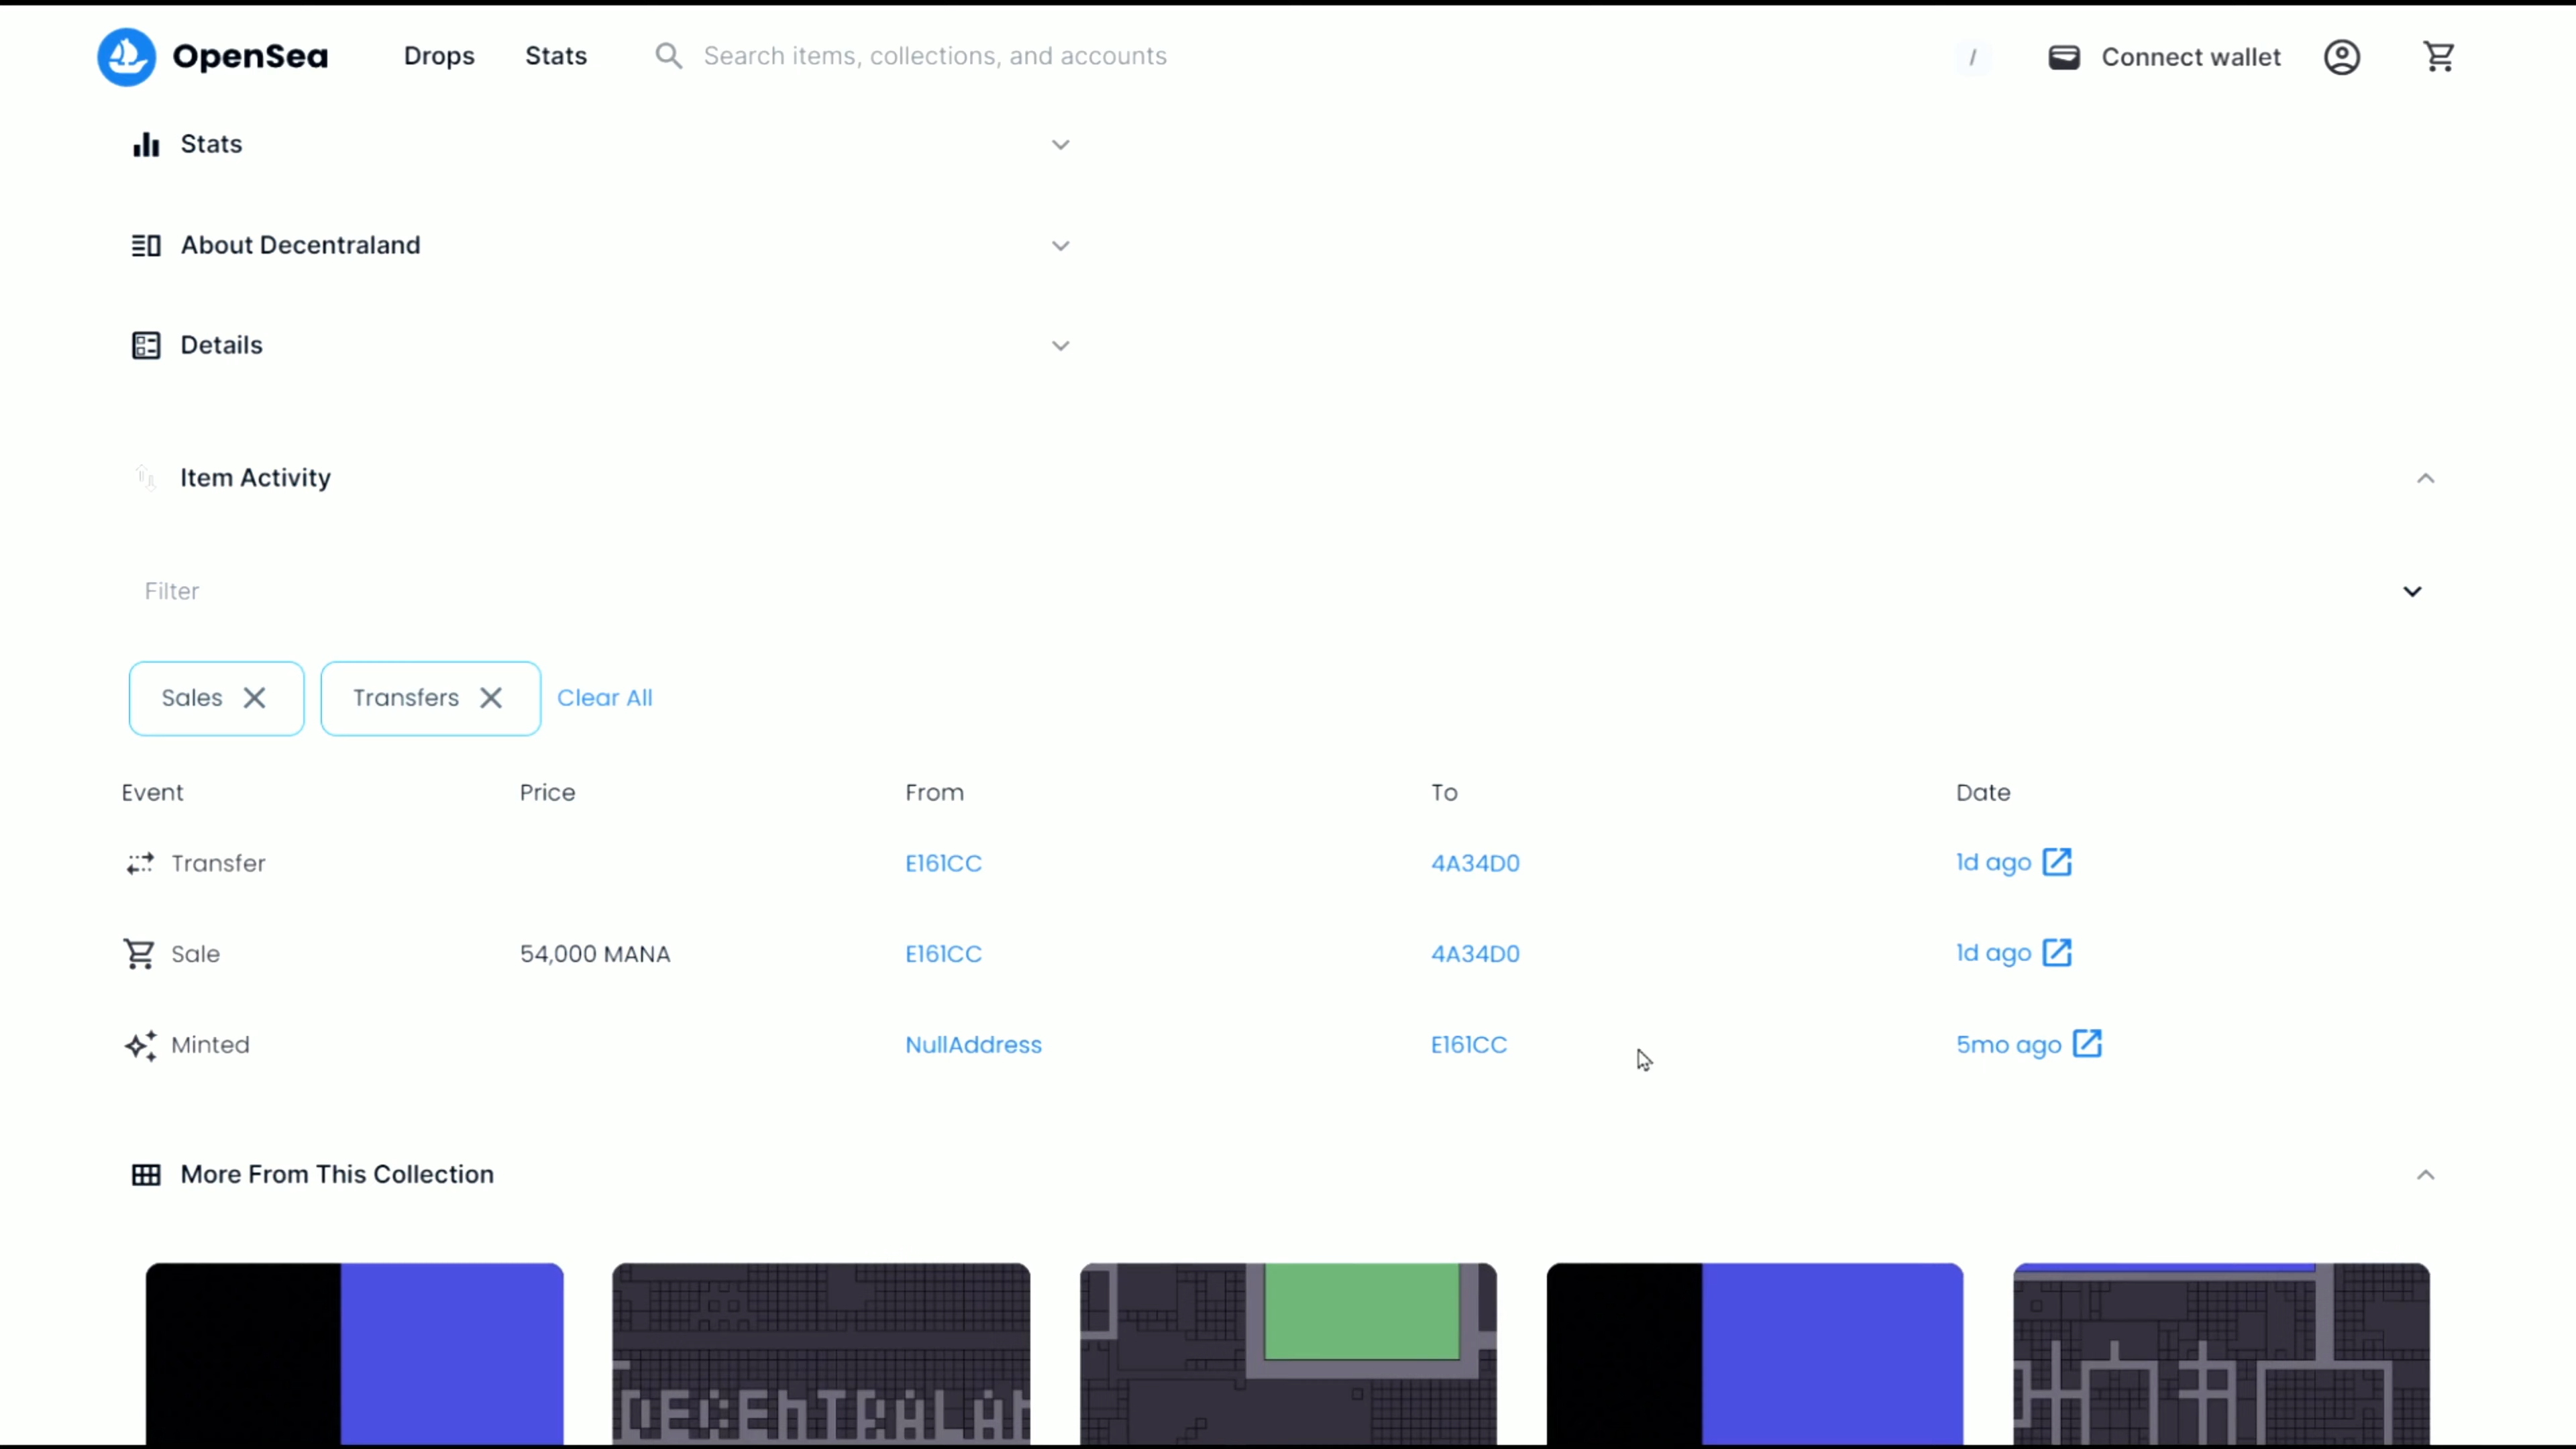 OpenSea Drops Stats Search items, collections, and accounts / Connect wallet
Stats
About Decentraland
Details
Item Activity
Filter
Sales Transfers Clear All
Event Price From To Date
Transfer E161CC 4A34D0 1d ago
Sale 54,000 MANA E161CC 4A34D0 1d ago
Minted NullAddress E161CC 5mo ago
More From This Collection
DECENTRALAN